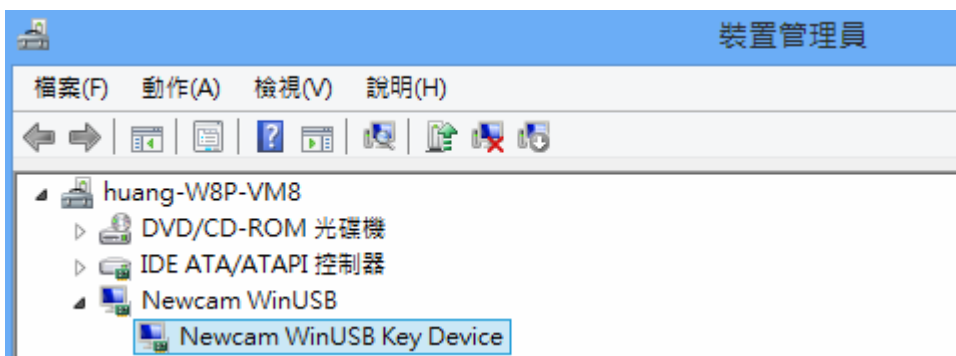 裝置管理員
檔案(F) 動作(A) 檢視(V) 說明(H)
huang-W8P-VM8
DVD/CD-ROM 光碟機
IDE ATA/ATAPI 控制器
Newcam WinUSB
Newcam WinUSB Key Device